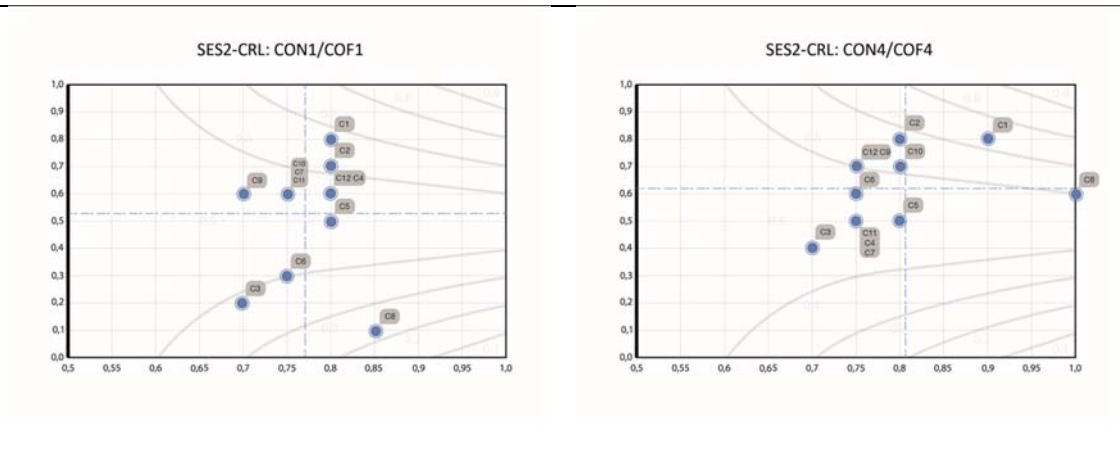 SES2-CRL: CON1/COF1
1,0
0,9
0,8
0,7
0,6
0,5
0,4
0,3
0,2
0,1
0,0
0,5 0,55 0,6 0,65 0,7 0,75 0,8 0,85 0,9 0,95 1,0
C1
C2
C10
C7
C11
C12 C4
C9
C5
C6
C3
C8
SES2-CRL: CON4/COF4
1,0
0,9
0,8
0,7
0,6
0,5
0,4
0,3
0,2
0,1
0,0
0,5 0,55 0,6 0,65 0,7 0,75 0,8 0,85 0,9 0,95 1,0
C2
C1
C12 C9
C10
C6
C8
C5
C3
C11
C4
C7